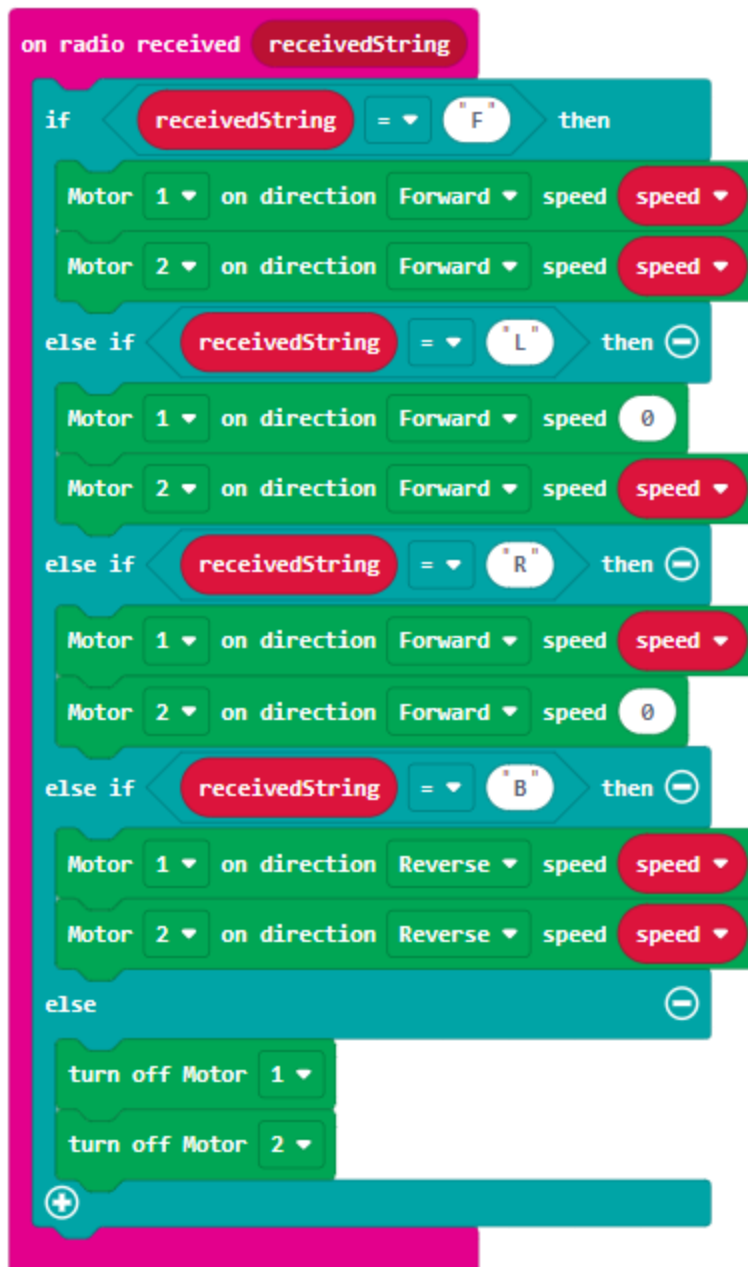 on radio received receivedString
if receivedString = "F" then
Motor 1 on direction Forward speed speed
Motor 2 on direction Forward speed speed
else if receivedString = "L" then
Motor 1 on direction Forward speed 0
Motor 2 on direction Forward speed speed
else if receivedString = "R" then
Motor 1 on direction Forward speed speed
Motor 2 on direction Forward speed 0
else if receivedString = "B" then
Motor 1 on direction Reverse speed speed
Motor 2 on direction Reverse speed speed
else
turn off Motor 1
turn off Motor 2